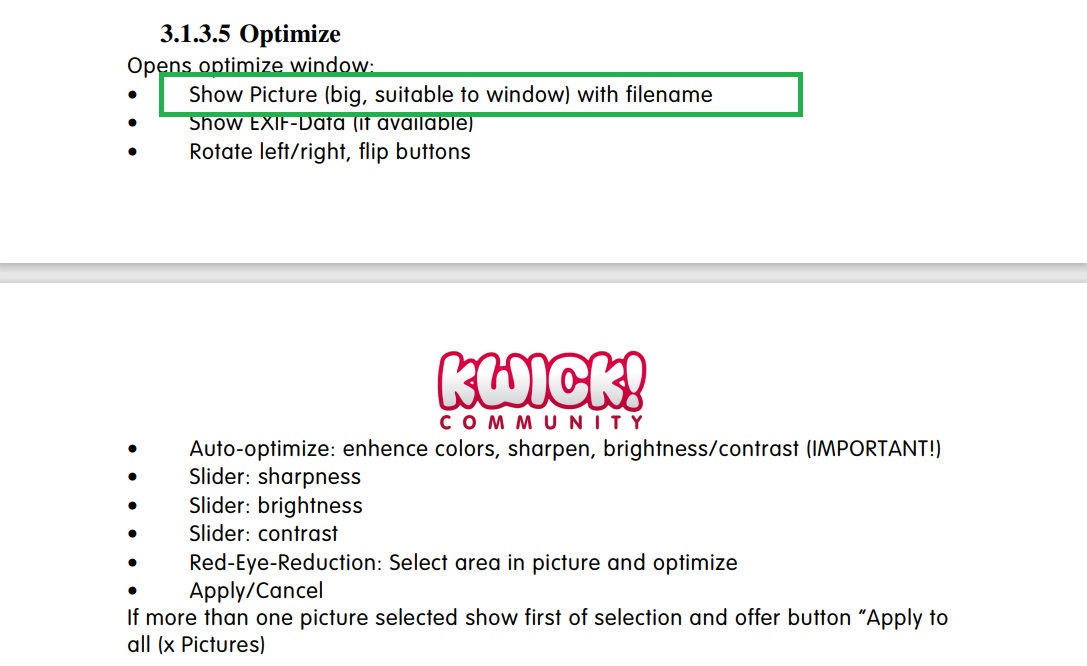 3.1.3.5 Optimize
Opens optimize window:
• Show Picture (big, suitable to window) with filename
• Show EXIF-Data (if available)
• Rotate left/right, flip buttons
KWICK!
COMMUNITY
• Auto-optimize: enhence colors, sharpen, brightness/contrast (IMPORTANT!)
• Slider: sharpness
• Slider: brightness
• Slider: contrast
• Red-Eye-Reduction: Select area in picture and optimize
• Apply/Cancel
If more than one picture selected show first of selection and offer button “Apply to
all (x Pictures)